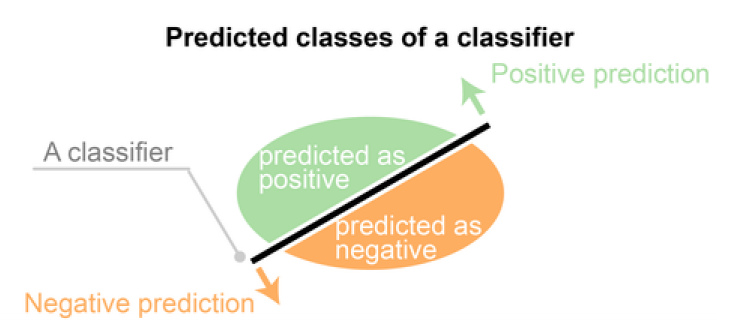 Predicted classes of a classifier
Positive prediction
A classifier
predicted as
positive
predicted as
negative
Negative prediction